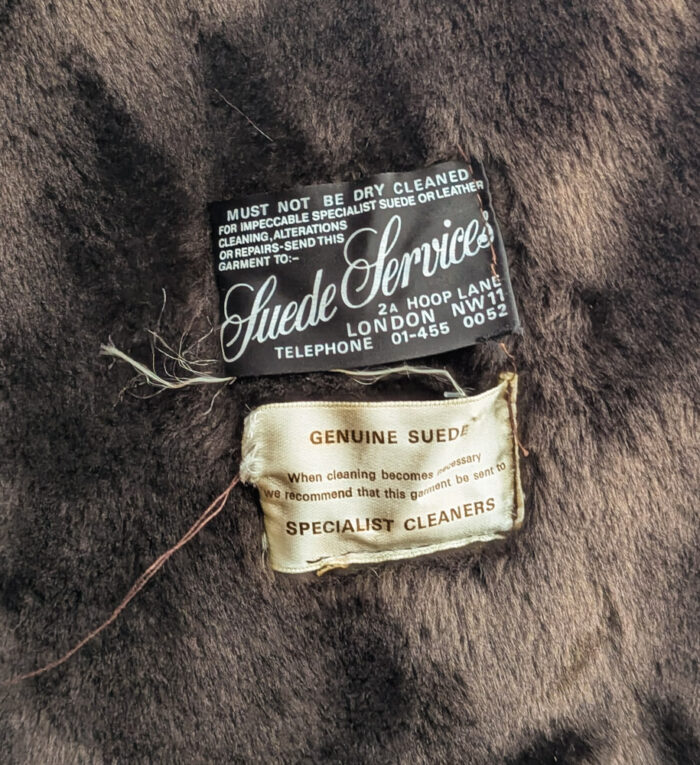 MUST NOT BE DRY CLEANED
FOR IMPECCABLE SPECIALIST SUEDE OR LEATHER
CLEANING, ALTERATIONS
OR REPAIRS-SEND THIS
GARMENT TO:-
Suede Services
2A HOOP LANE
LONDON NW11
TELEPHONE 01-455 0052
GENUINE SUEDE
When cleaning becomes necessary
we recommend that this garment be sent to
SPECIALIST CLEANERS